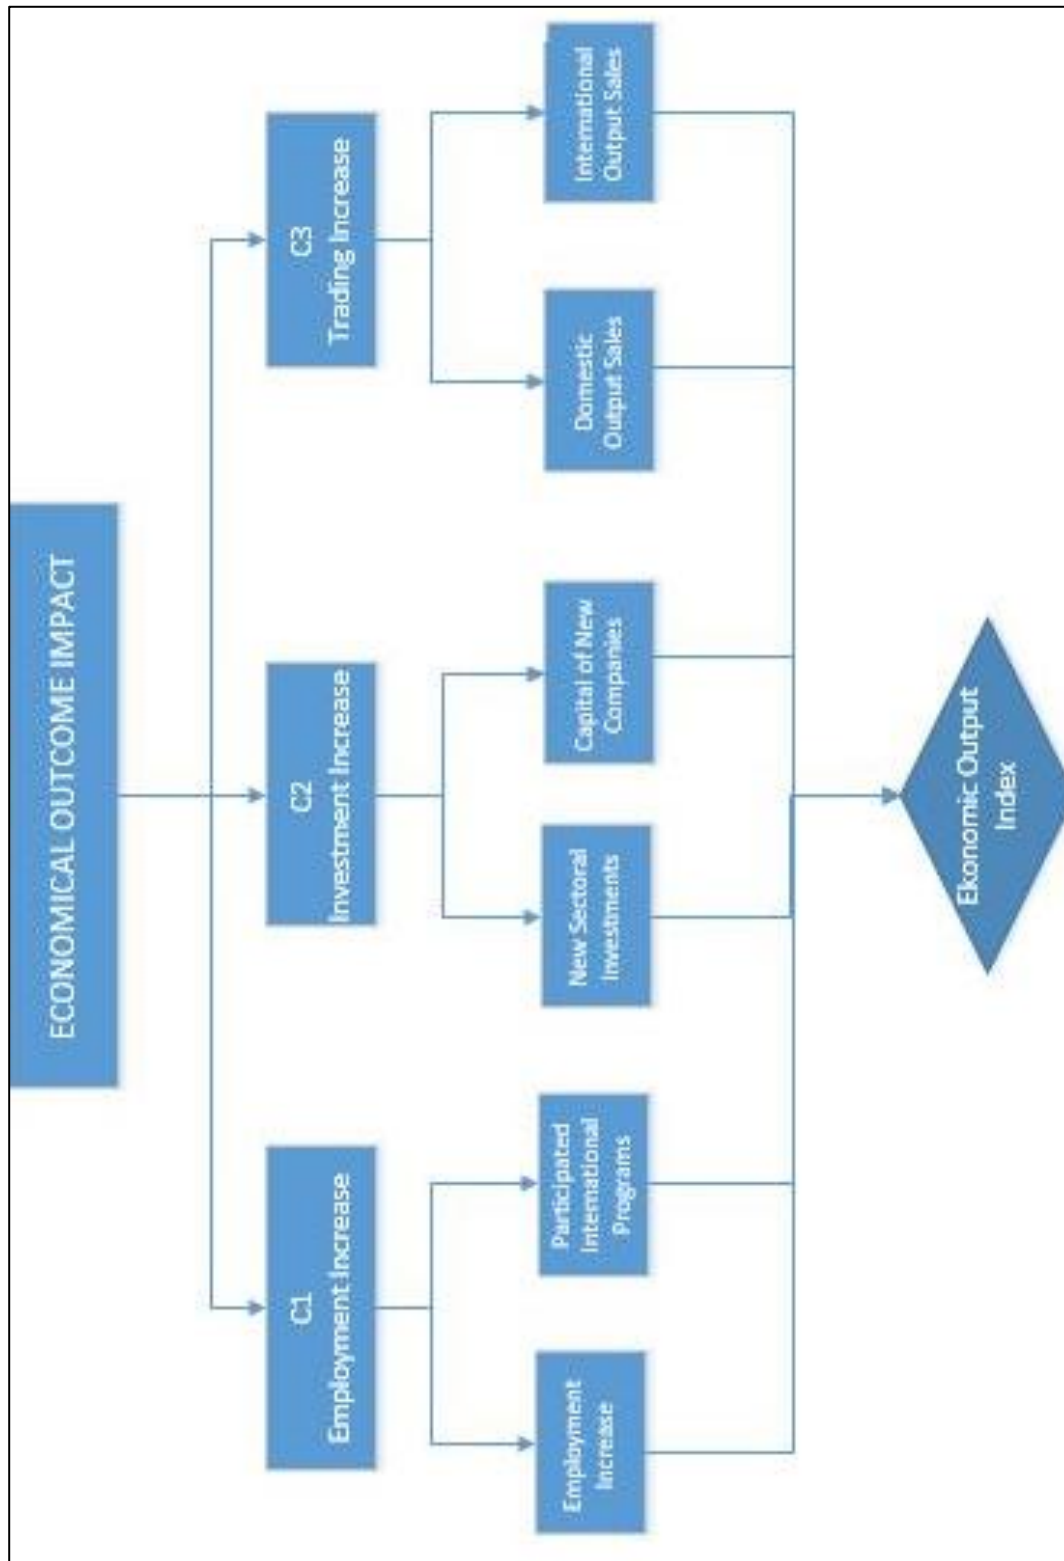 ECONOMICAL OUTCOME IMPACT
C1
Employment Increase
C2
Investment Increase
C3
Trading Increase
Employment
Increase
Participated
International
Programs
New Sectoral
Investments
Capital of New
Companies
Domestic
Output Sales
International
Output Sales
Ekonomic Output
Index